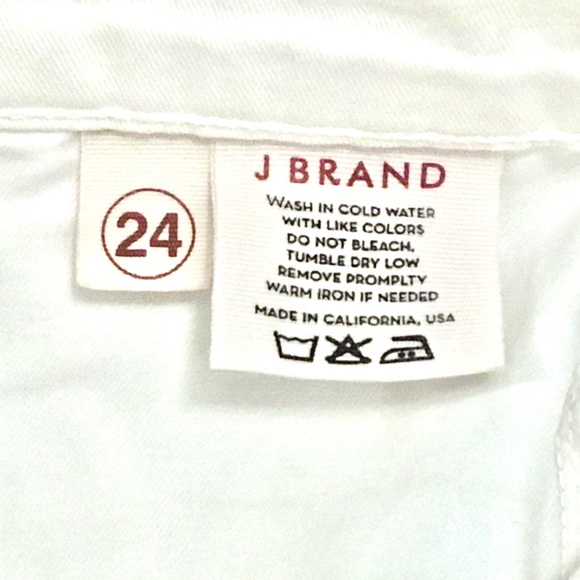 24
J BRAND
WASH IN COLD WATER
WITH LIKE COLORS
DO NOT BLEACH.
TUMBLE DRY LOW
REMOVE PROMPLTY
WARM IRON IF NEEDED
MADE IN CALIFORNIA, USA